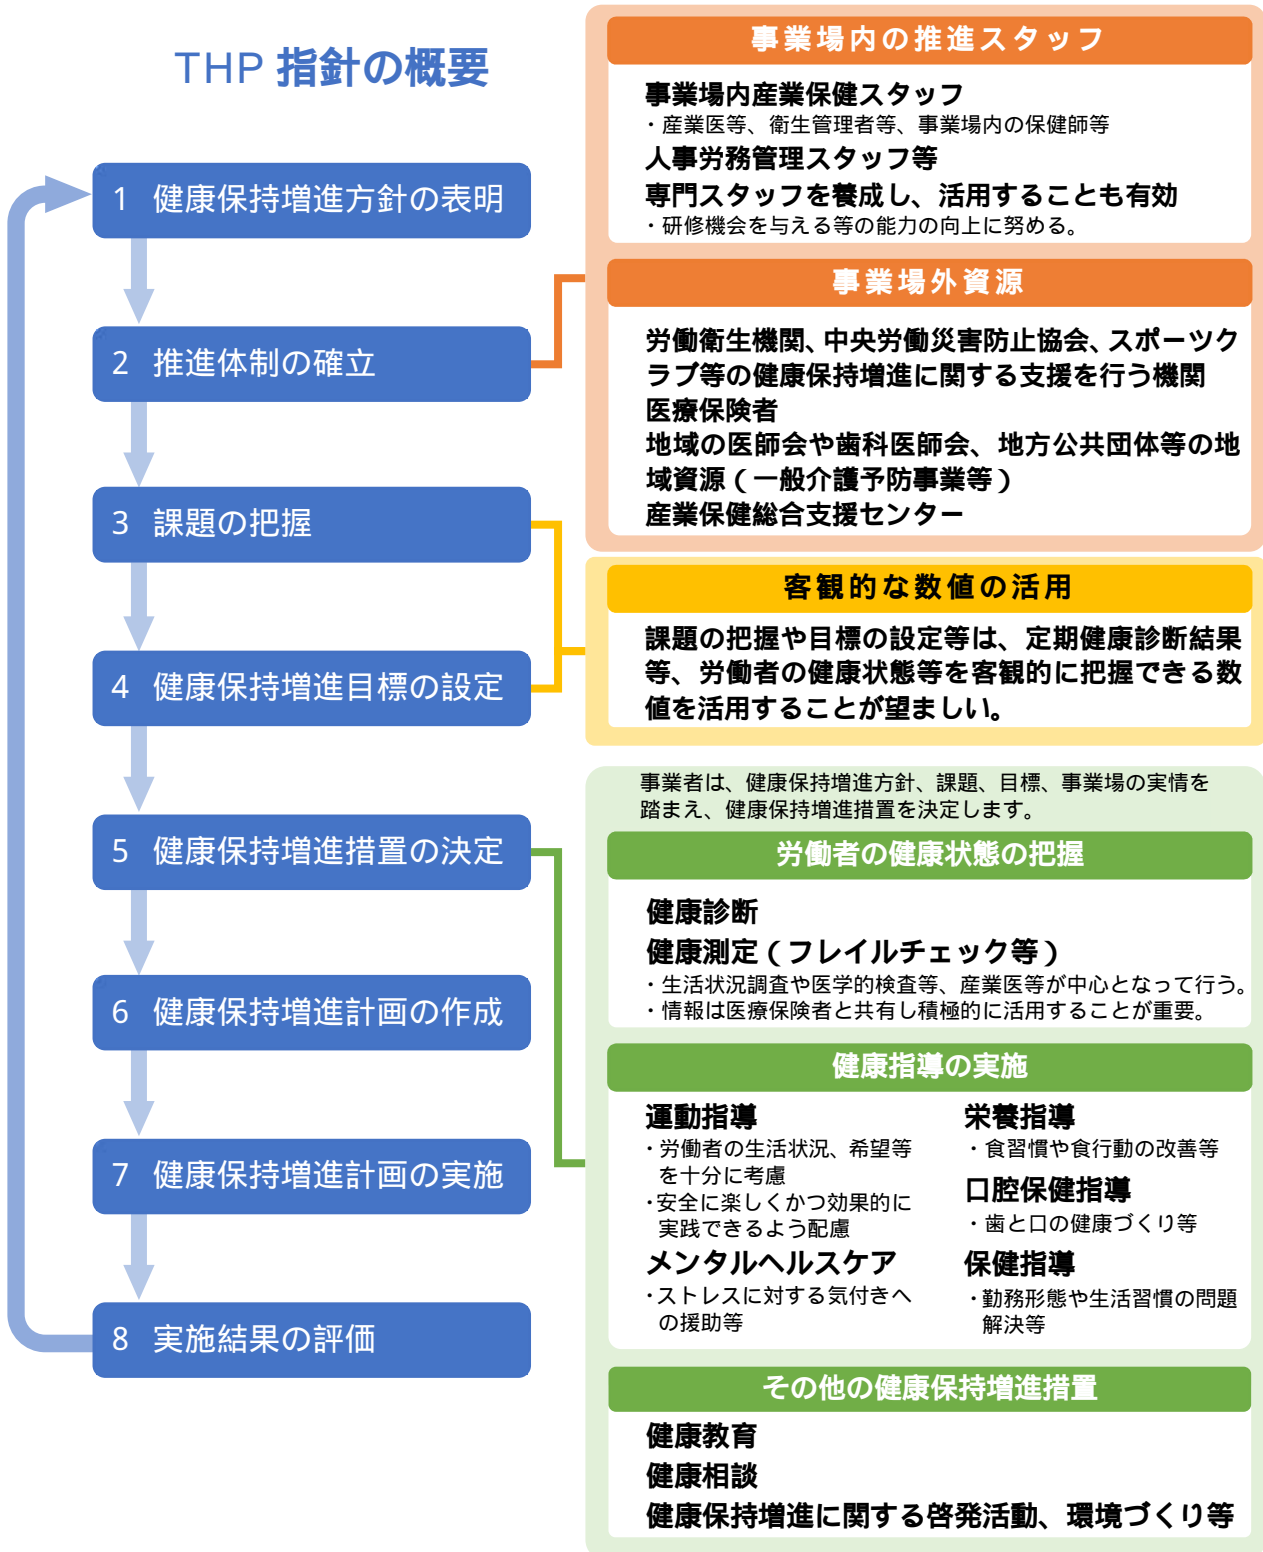 THP 指針の概要
1 健康保持増進方針の表明
2 推進体制の確立
3 課題の把握
4 健康保持増進目標の設定
5 健康保持増進措置の決定
6 健康保持増進計画の作成
7 健康保持増進計画の実施
8 実施結果の評価
事業場内の推進スタッフ
事業場内産業保健スタッフ
・産業医等、衛生管理者等、事業場内の保健師等
人事労務管理スタッフ等
専門スタッフを養成し、活用することも有効
・研修機会を与える等の能力の向上に努める。
事業場外資源
労働衛生機関、中央労働災害防止協会、スポーツク
ラブ等の健康保持増進に関する支援を行う機関
医療保険者
地域の医師会や歯科医師会、地方公共団体等の地
域資源（一般介護予防事業等）
産業保健総合支援センター
客観的な数値の活用
課題の把握や目標の設定等は、定期健康診断結果
等、労働者の健康状態等を客観的に把握できる数
値を活用することが望ましい。
事業者は、健康保持増進方針、課題、目標、事業場の実情を
踏まえ、健康保持増進措置を決定します。
労働者の健康状態の把握
健康診断
健康測定（フレイルチェック等）
・生活状況調査や医学的検査等、産業医等が中心となって行う。
・情報は医療保険者と共有し積極的に活用することが重要。
健康指導の実施
運動指導
・労働者の生活状況、希望等
を十分に考慮
・安全に楽しくかつ効果的に
実践できるよう配慮
メンタルヘルスケア
・ストレスに対する気付きへ
の援助等
栄養指導
・食習慣や食行動の改善等
口腔保健指導
・歯と口の健康づくり等
保健指導
・勤務形態や生活習慣の問題
解決等
その他の健康保持増進措置
健康教育
健康相談
健康保持増進に関する啓発活動、環境づくり等